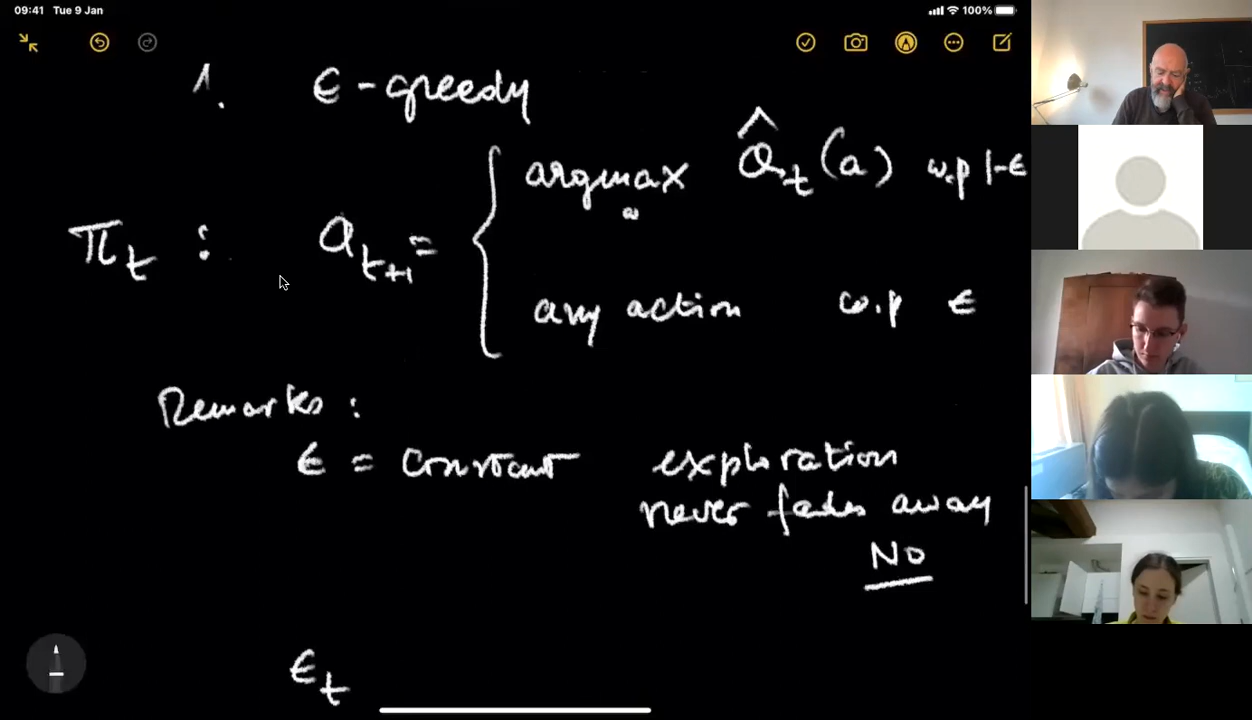 09:41 Tue 9 Jan
100%
1. ϵ-greedy
argmax Q̂_t(a) w.p 1-ϵ
a
π_t : a_{t+1} =
any action w.p ϵ
Remarks :
ϵ = constant exploration
never fades away
NO
ϵ_t